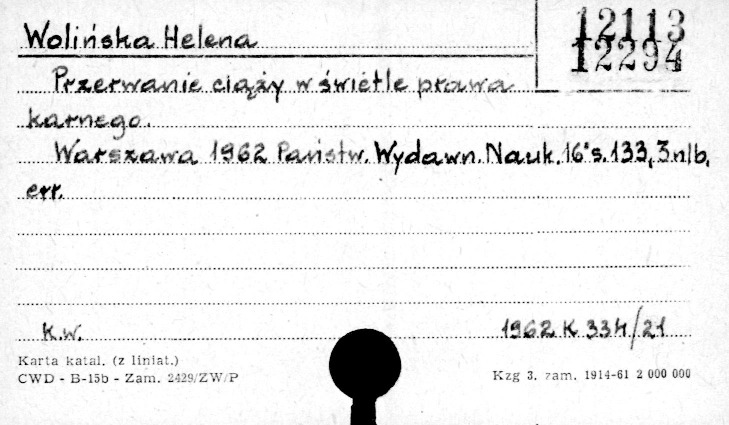 Wolińska Helena
12113
12294
Przerwanie ciąży w świetle prawa
karnego.
Warszawa 1962 Państw. Wydawn. Nauk. 16° s. 133, 3 nlb,
err.
K.w.
1962 K 334/21
Karta katal. (z liniat.)
CWD - B-15b - Zam. 2429/ZW/P
Kzg 3. zam. 1914-61 2 000 000